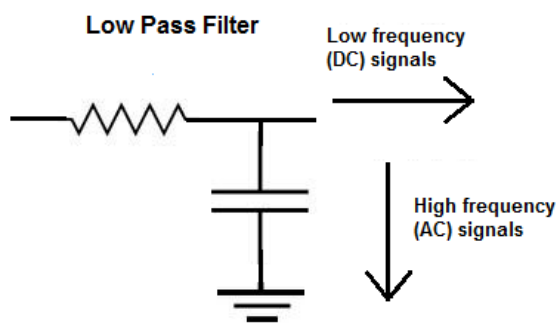 Low Pass Filter
Low frequency
(DC) signals
High frequency
(AC) signals